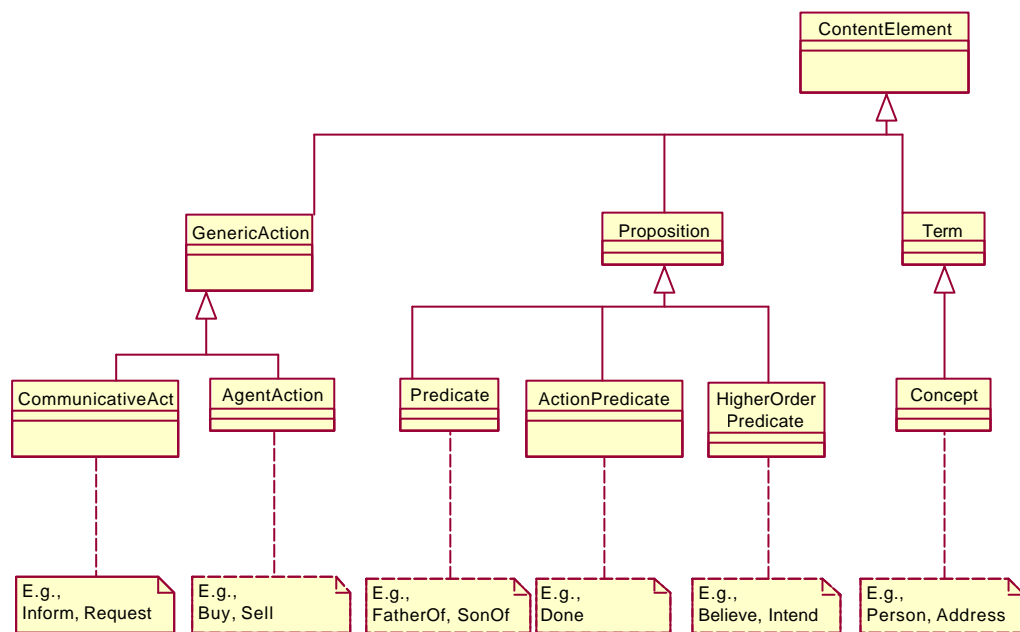 ContentElement
GenericAction
Proposition
Term
CommunicativeAct
AgentAction
Predicate
ActionPredicate
HigherOrder
Predicate
Concept
E.g.,
Inform, Request
E.g.,
Buy, Sell
E.g.,
FatherOf, SonOf
E.g.,
Done
E.g.,
Believe, Intend
E.g.,
Person, Address